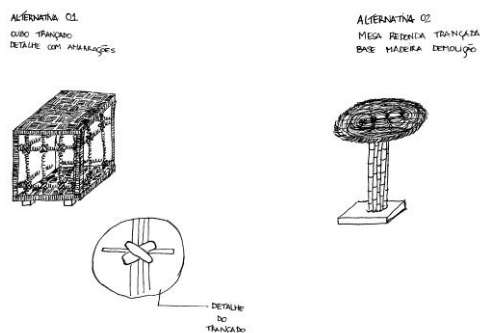 ALTERNATIVA 01
CUBO TRANÇADO
DETALHE COM AMARRAÇÕES
ALTERNATIVA 02
MESA REDONDA TRANÇADA
BASE MADEIRA DEMOLIÇÃO
DETALHE
DO
TRANÇADO